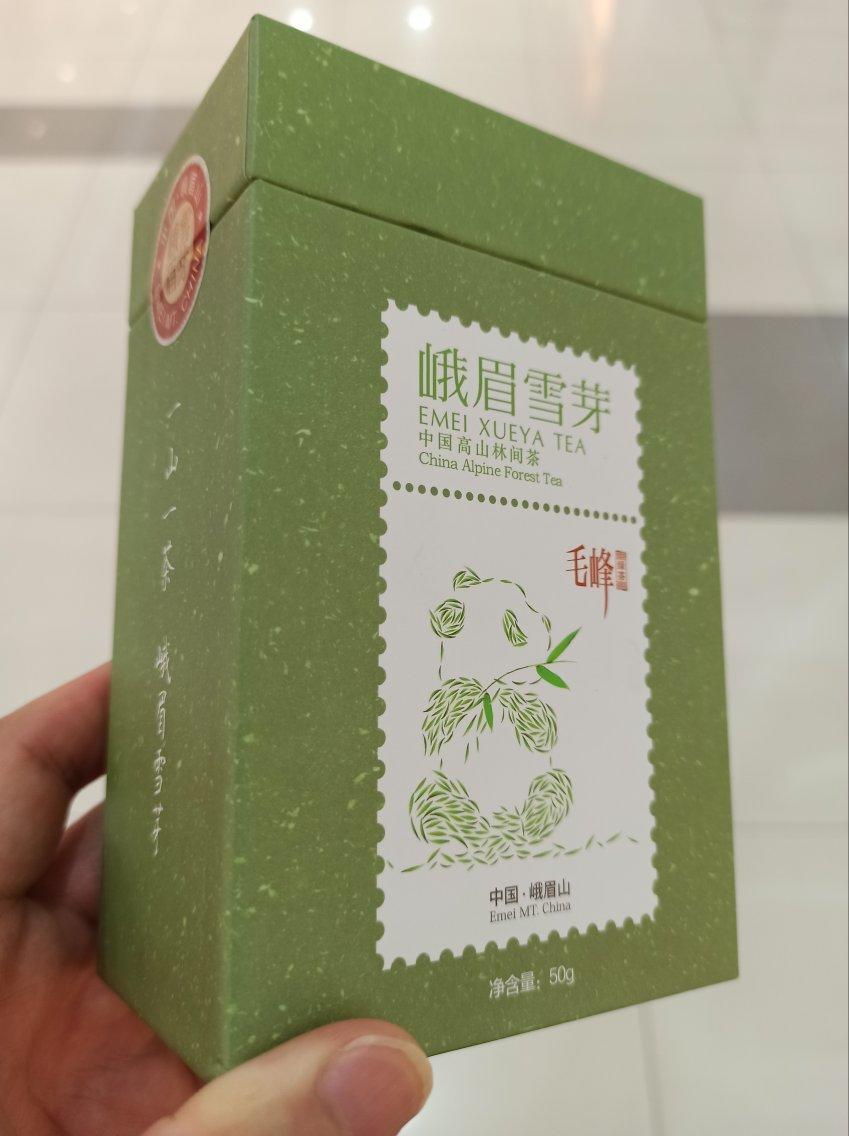 峨眉雪芽
EMEI XUEYA TEA
中国高山林间茶
China Alpine Forest Tea
毛峰
绿茶
中国·峨眉山
Emei MT. China
净含量：50g
一山一茶 峨眉雪芽